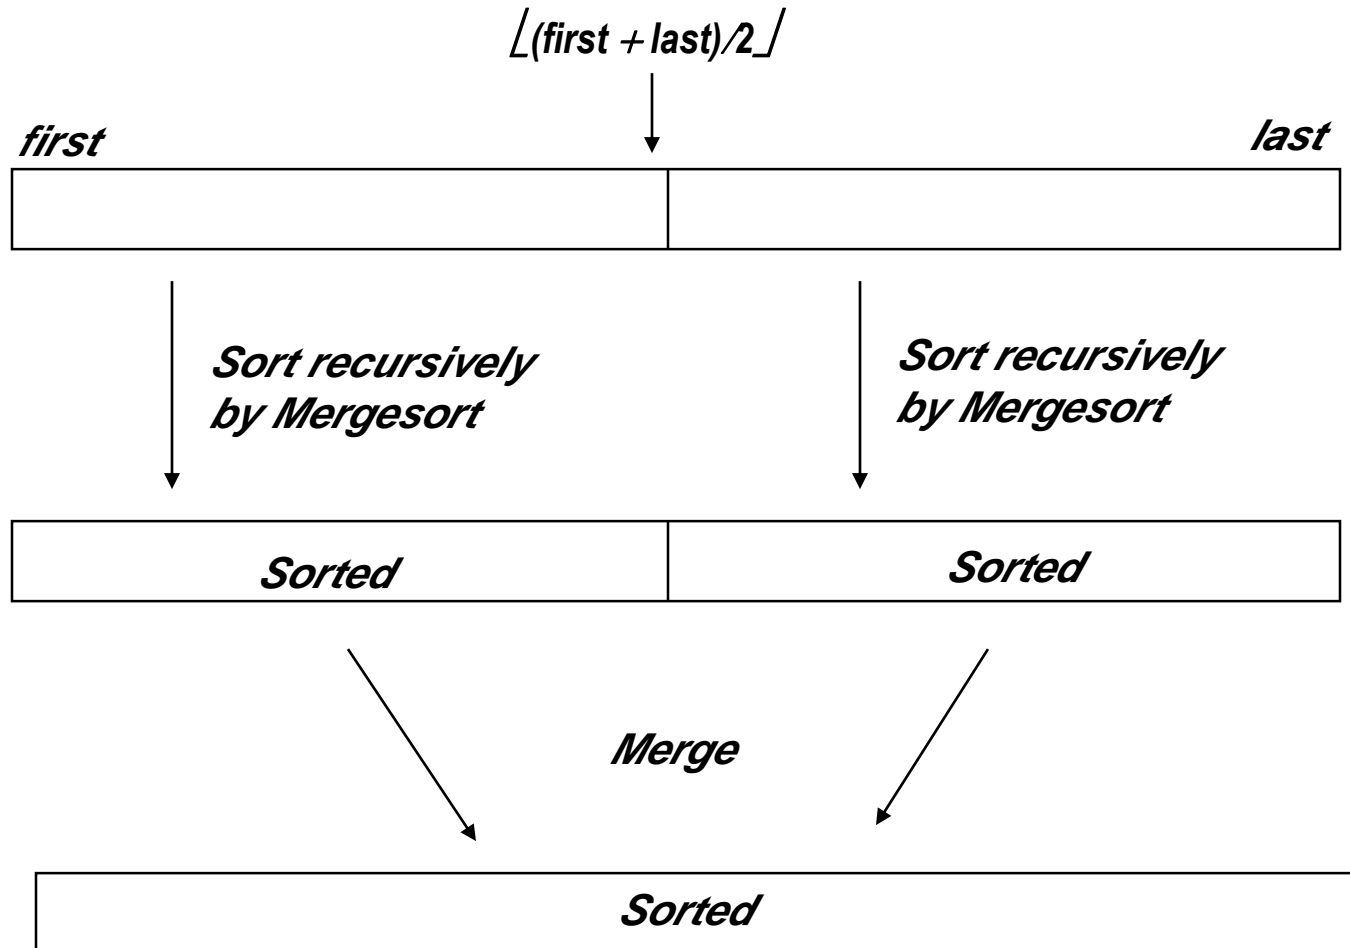 ⌊(first + last)/2⌋
first
last
Sort recursively
by Mergesort
Sort recursively
by Mergesort
Sorted
Sorted
Merge
Sorted